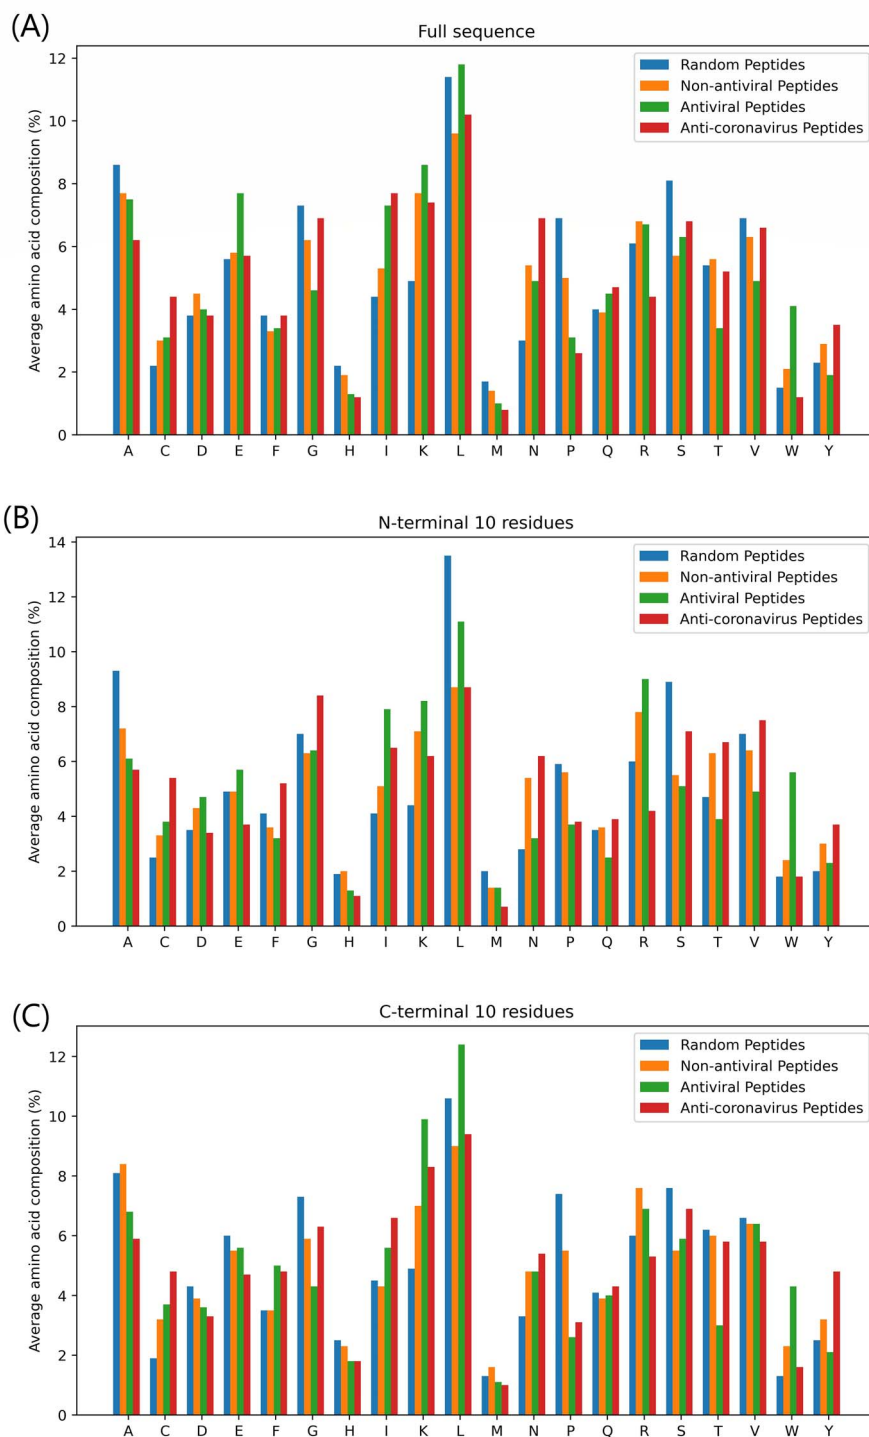 (A)
Full sequence
Average amino acid composition (%)
12
10
8
6
4
2
0
Random Peptides
Non-antiviral Peptides
Antiviral Peptides
Anti-coronavirus Peptides
A C D E F G H I K L M N P Q R S T V W Y
(B)
N-terminal 10 residues
Average amino acid composition (%)
14
12
10
8
6
4
2
0
Random Peptides
Non-antiviral Peptides
Antiviral Peptides
Anti-coronavirus Peptides
A C D E F G H I K L M N P Q R S T V W Y
(C)
C-terminal 10 residues
Average amino acid composition (%)
12
10
8
6
4
2
0
Random Peptides
Non-antiviral Peptides
Antiviral Peptides
Anti-coronavirus Peptides
A C D E F G H I K L M N P Q R S T V W Y